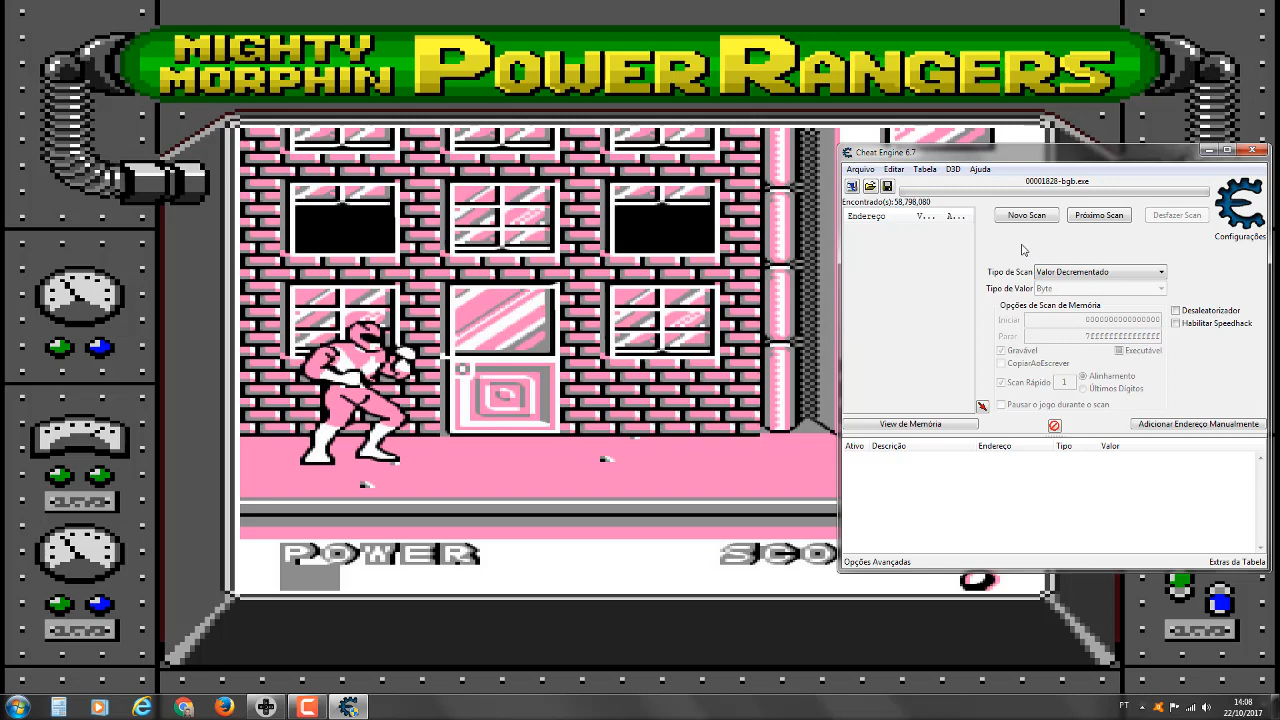 MIGHTY
MORPHIN
POWER RANGERS
Cheat Engine 6.7
Arquivo Editar Tabela D3D Ajuda
00001828-bgb.exe
Encontrado(s):58,798,080
Endereço V... A...
Novo Scan Próximo Scan Desfazer Scan
Configurações
Tipo de Scan Valor Decrementado
Tipo de Valor Byte
Opções de Scan de Memória
Iniciar 0000000000000000
Desaleatorizador
Parar
Habilitar Speedhack
Gravável Executável
CopiarAoEscrever
Scan Rápido 1 Alinhamento
Últimos Dígitos
Pausar o jogo durante o scan
View de Memória Adicionar Endereço Manualmente
Ativo Descrição Endereço Tipo Valor
POWER SCO
0
Opções Avançadas Extras da Tabela
PT 14:08
22/10/2017